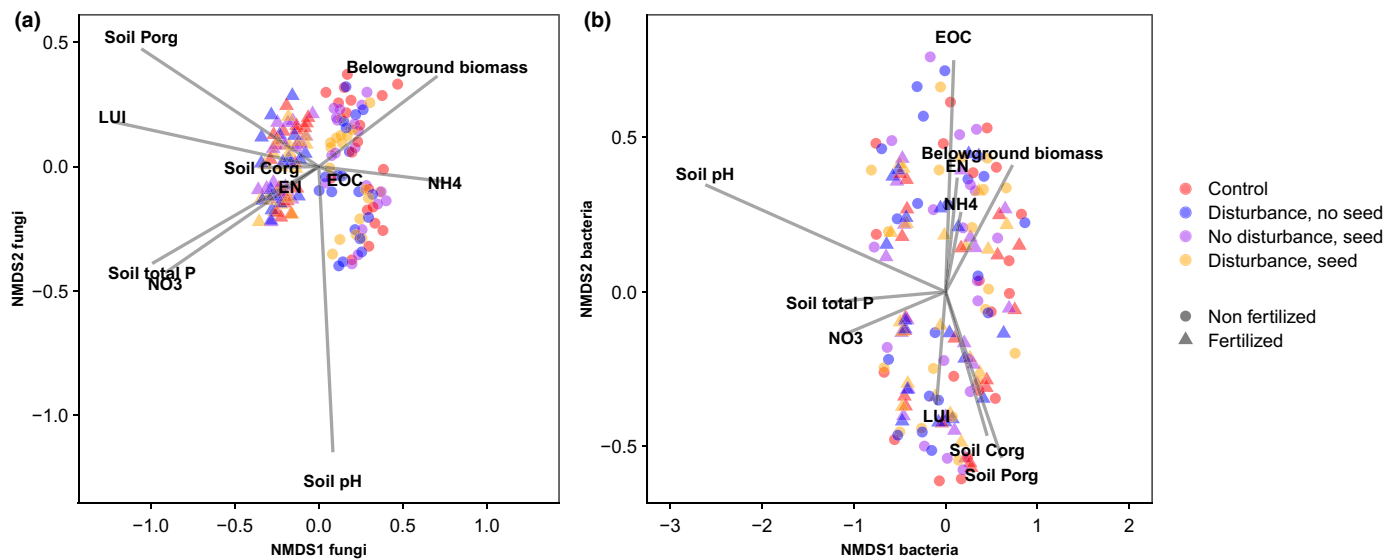 (a)
Soil Porg
Belowground biomass
LUI
Soil Corg
EN
EOC
NH4
Soil total P
NO3
Soil pH
0.5
0.0
−0.5
−1.0
NMDS2 fungi
−1.0
−0.5
0.0
0.5
1.0
NMDS1 fungi
(b)
EOC
Belowground biomass
EN
Soil pH
NH4
Soil total P
NO3
LUI
Soil Corg
Soil Porg
0.5
0.0
−0.5
NMDS2 bacteria
−3
−2
−1
0
1
2
NMDS1 bacteria
Control
Disturbance, no seed
No disturbance, seed
Disturbance, seed
Non fertilized
Fertilized